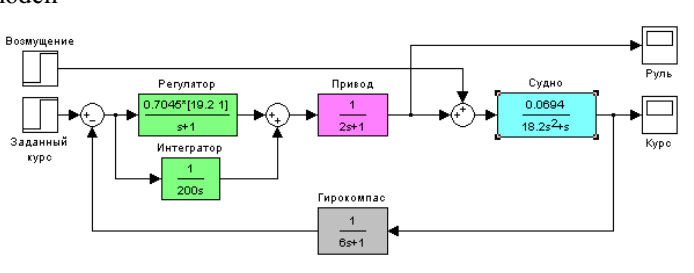 Возмущение
Руль
Регулятор
0.7045*[19.2 1]
s+1
Привод
1
2s+1
Судно
0.0694
18.2s2+s
Заданный
курс
Интегратор
1
200s
Курс
Гирокомпас
1
6s+1